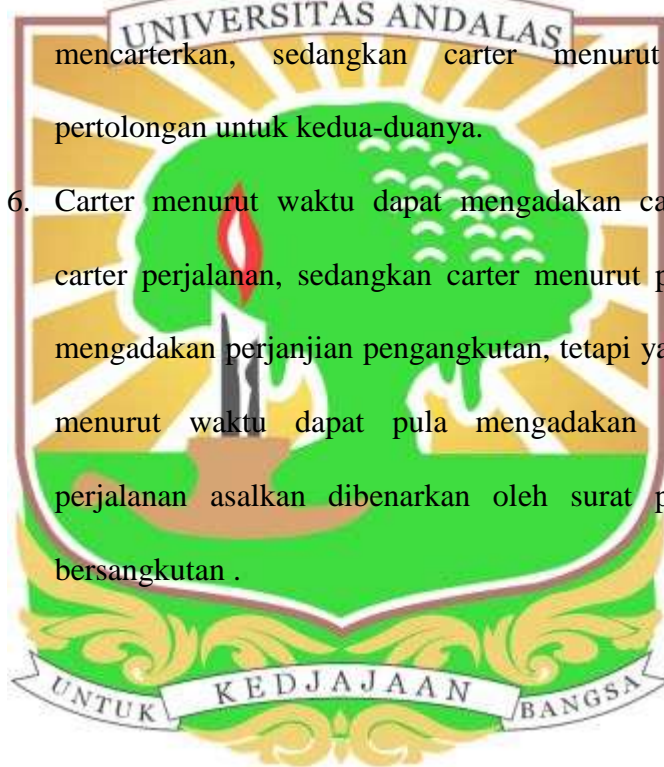 UNIVERSITAS ANDALAS
mencarterkan, sedangkan carter menurut
pertolongan untuk kedua-duanya.
6. Carter menurut waktu dapat mengadakan
carter perjalanan, sedangkan carter menurut
mengadakan perjanjian pengangkutan, tetapi
menurut waktu dapat pula mengadakan
perjalanan asalkan dibenarkan oleh surat
bersangkutan .
UNTUK KEDJAJAAN BANGSA